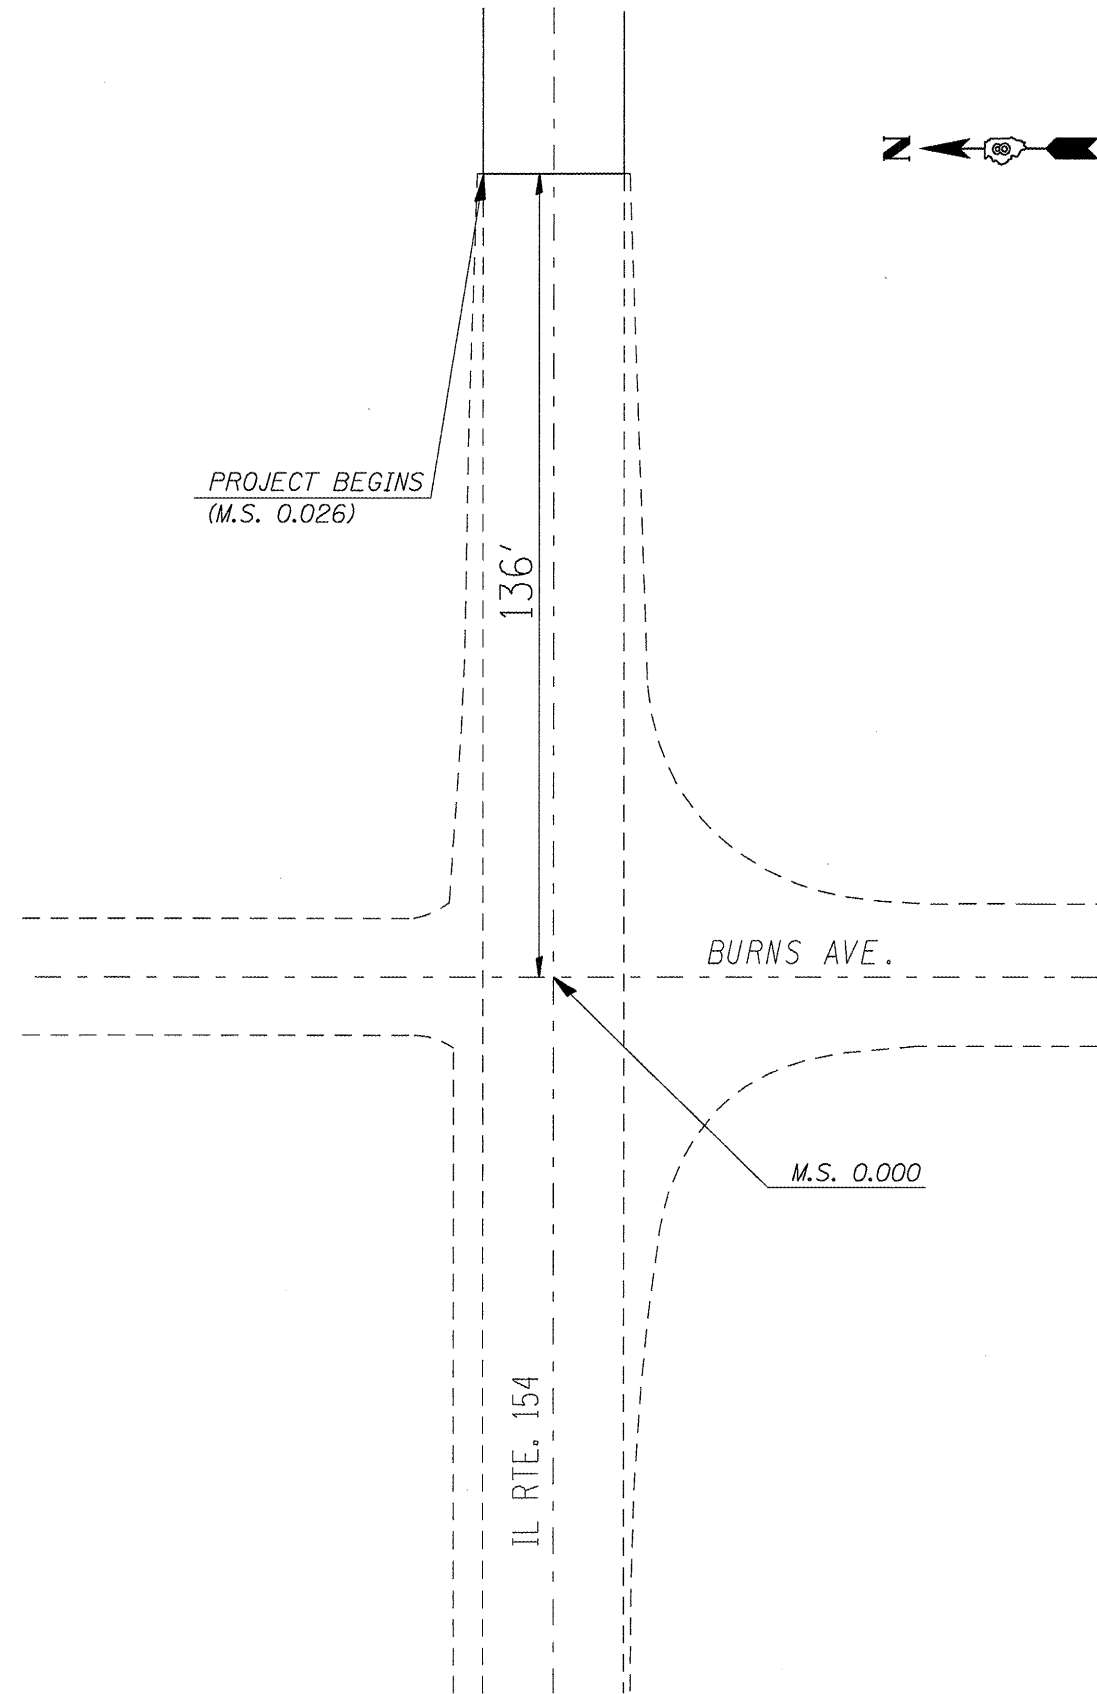 N
PROJECT BEGINS
(M.S. 0.026)
136'
BURNS AVE.
M.S. 0.000
IL RTE. 154